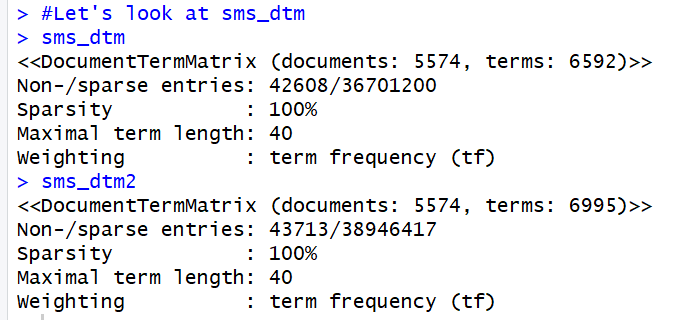 > #Let's look at sms_dtm
> sms_dtm
<<DocumentTermMatrix (documents: 5574, terms: 6592)>>
Non-/sparse entries: 42608/36701200
Sparsity           : 100%
Maximal term length: 40
Weighting          : term frequency (tf)
> sms_dtm2
<<DocumentTermMatrix (documents: 5574, terms: 6995)>>
Non-/sparse entries: 43713/38946417
Sparsity           : 100%
Maximal term length: 40
Weighting          : term frequency (tf)